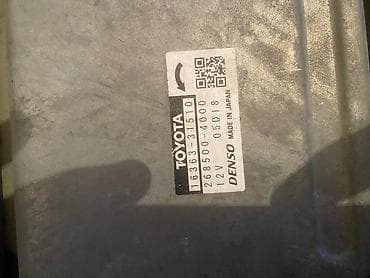 TOYOTA
16363-31510
268500-4000
12V 05D18
DENSO MADE IN JAPAN